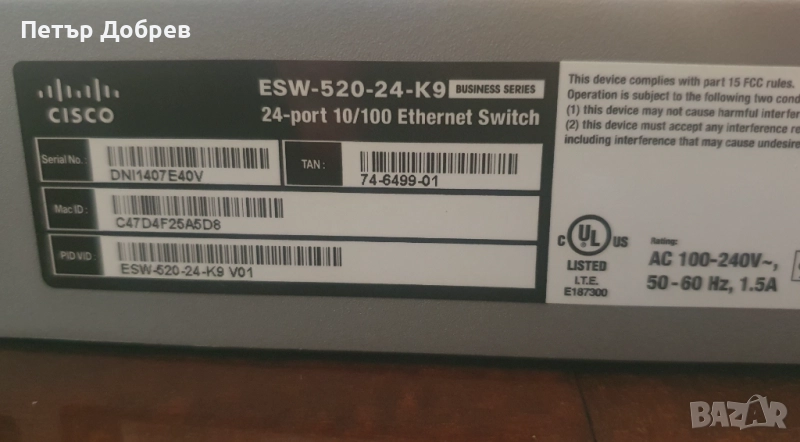 Петър Добрев
CISCO
ESW-520-24-K9 BUSINESS SERIES
24-port 10/100 Ethernet Switch
Serial No.:
DNI1407E40V
TAN:
74-6499-01
Mac ID:
C47D4F25A5D8
PID VID:
ESW-520-24-K9 V01
This device complies with part 15 FCC rules.
Operation is subject to the following two cond
(1) this device may not cause harmful interfer
(2) this device must accept any interference re
including interference that may cause undesire
C UL US
LISTED
I.T.E.
E187300
Rating:
AC 100-240V~,
50-60 Hz, 1.5A
BAZAR